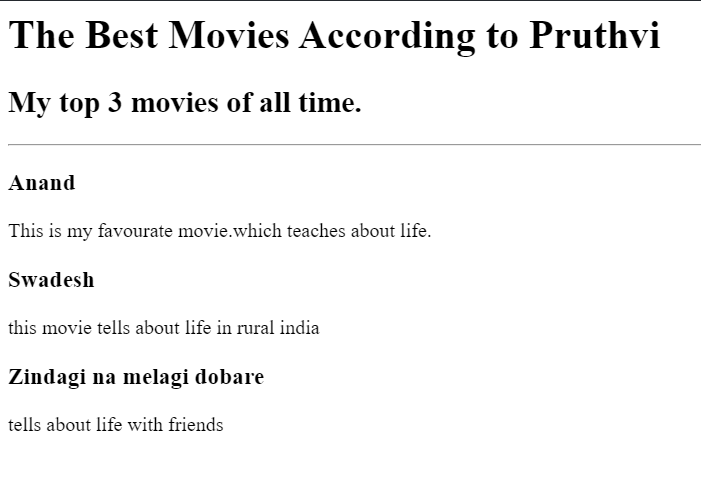 The Best Movies According to Pruthvi
My top 3 movies of all time.
Anand
This is my favourate movie.which teaches about life.
Swadesh
this movie tells about life in rural india
Zindagi na melagi dobare
tells about life with friends